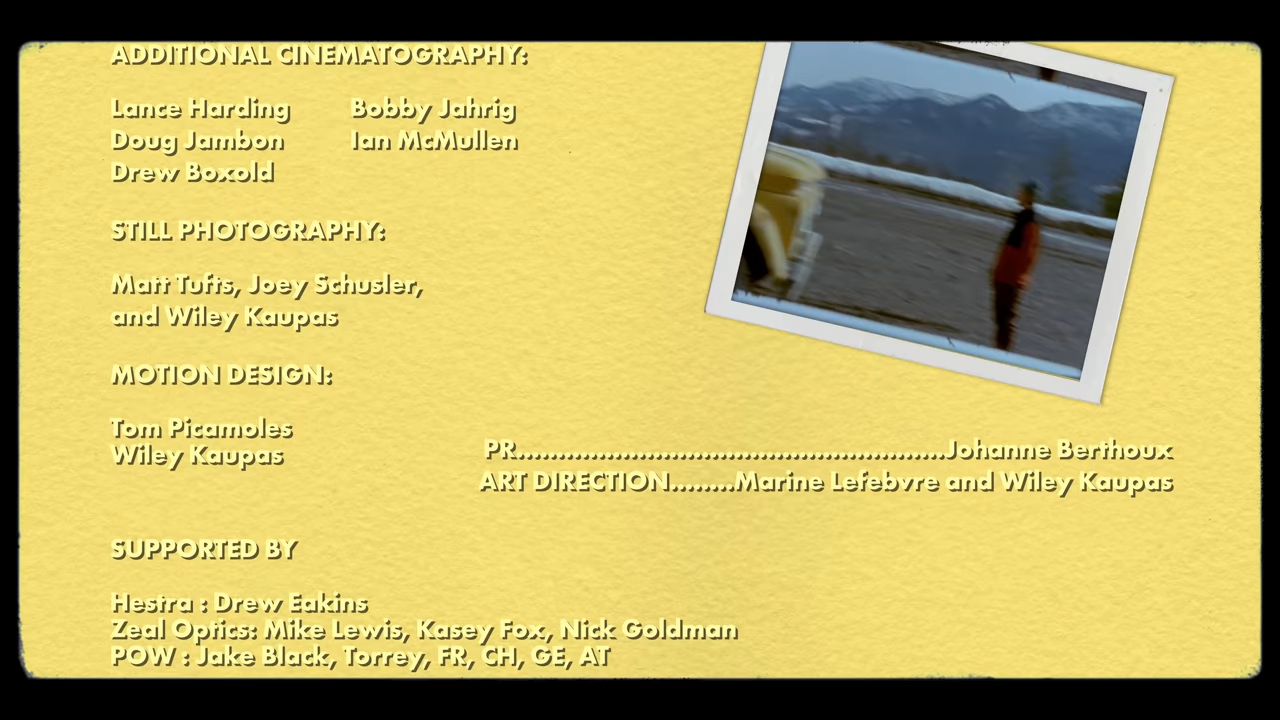 ADDITIONAL CINEMATOGRAPHY:
Lance Harding Bobby Jahrig
Doug Jambon Ian McMullen
Drew Boxold
STILL PHOTOGRAPHY:
Matt Tufts, Joey Schusler,
and Wiley Kaupas
MOTION DESIGN:
Tom Picamoles
Wiley Kaupas
PR.....................................................Johanne Berthoux
ART DIRECTION........Marine Lefebvre and Wiley Kaupas
SUPPORTED BY
Hestra : Drew Eakins
Zeal Optics: Mike Lewis, Kasey Fox, Nick Goldman
POW : Jake Black, Torrey, FR, CH, GE, AT